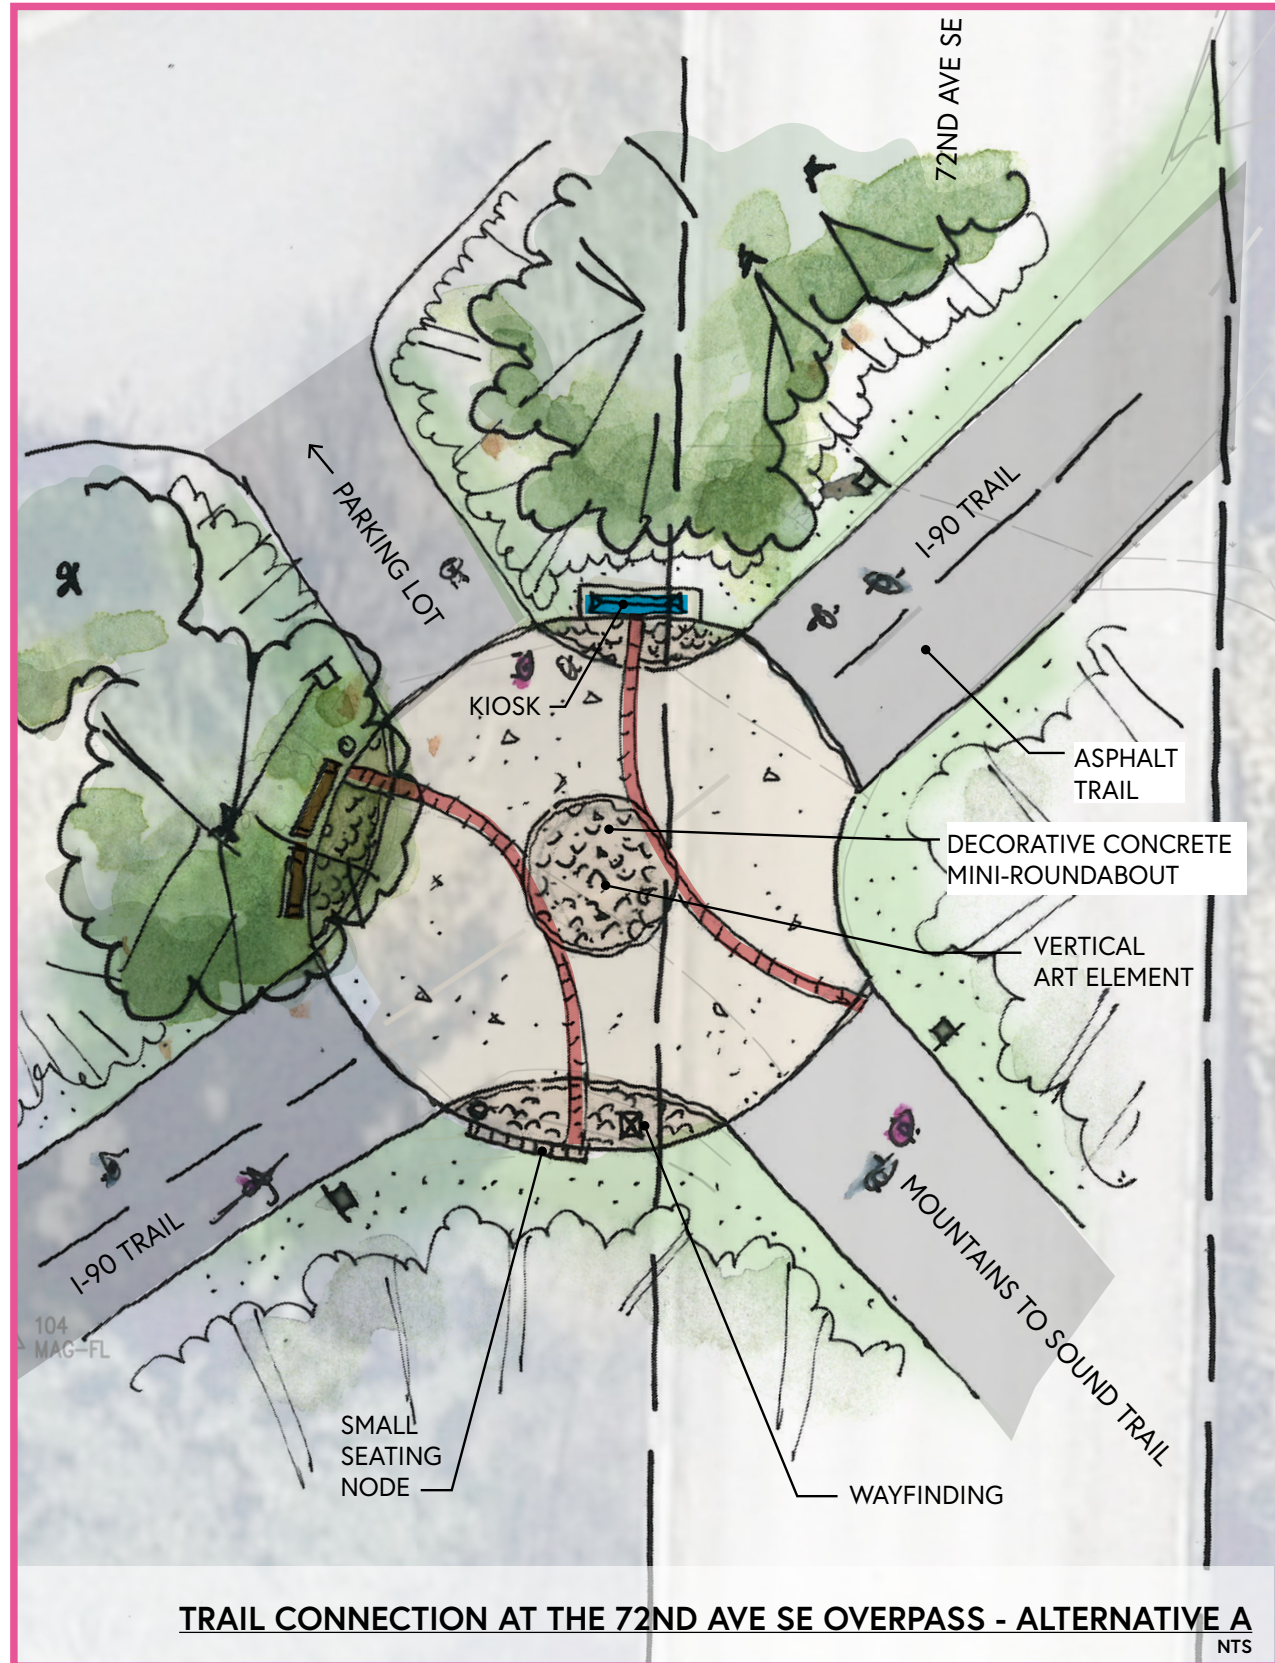 72ND AVE SE
PARKING LOT
I-90 TRAIL
KIOSK
ASPHALT
TRAIL
DECORATIVE CONCRETE
MINI-ROUNDABOUT
VERTICAL
ART ELEMENT
I-90 TRAIL
MOUNTAINS TO SOUND TRAIL
104
MAG-FL
SMALL
SEATING
NODE
WAYFINDING
TRAIL CONNECTION AT THE 72ND AVE SE OVERPASS - ALTERNATIVE A
NTS